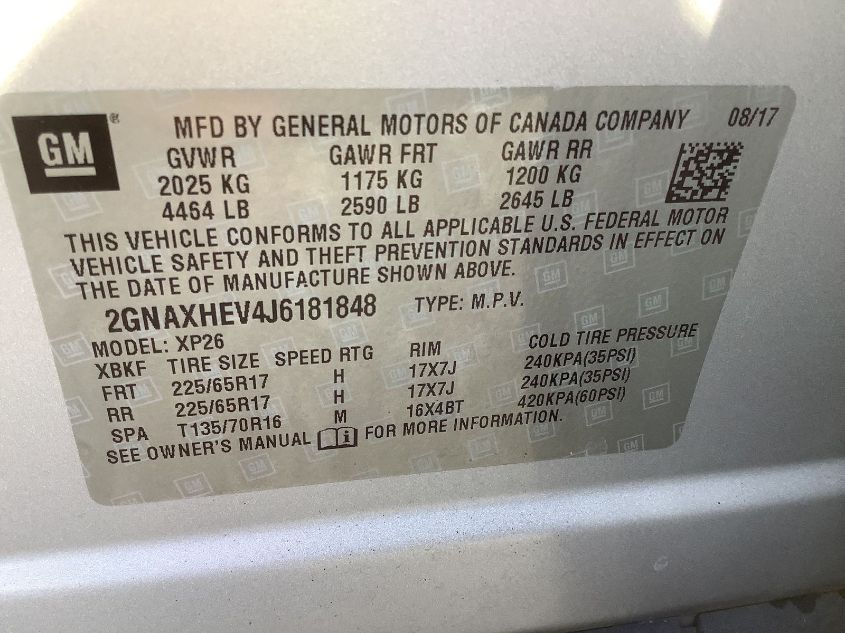 GM ® MFD BY GENERAL MOTORS OF CANADA COMPANY 08/17
GVWR GAWR FRT GAWR RR
2025 KG 1175 KG 1200 KG
4464 LB 2590 LB 2645 LB
THIS VEHICLE CONFORMS TO ALL APPLICABLE U.S. FEDERAL MOTOR
VEHICLE SAFETY AND THEFT PREVENTION STANDARDS IN EFFECT ON
THE DATE OF MANUFACTURE SHOWN ABOVE.
2GNAXHEV4J6181848 TYPE: M.P.V.
MODEL: XP26
XBKF TIRE SIZE SPEED RTG RIM COLD TIRE PRESSURE
FRT 225/65R17 H 17X7J 240KPA(35PSI)
RR 225/65R17 H 17X7J 240KPA(35PSI)
SPA T135/70R16 M 16X4BT 420KPA(60PSI)
SEE OWNER'S MANUAL FOR MORE INFORMATION.